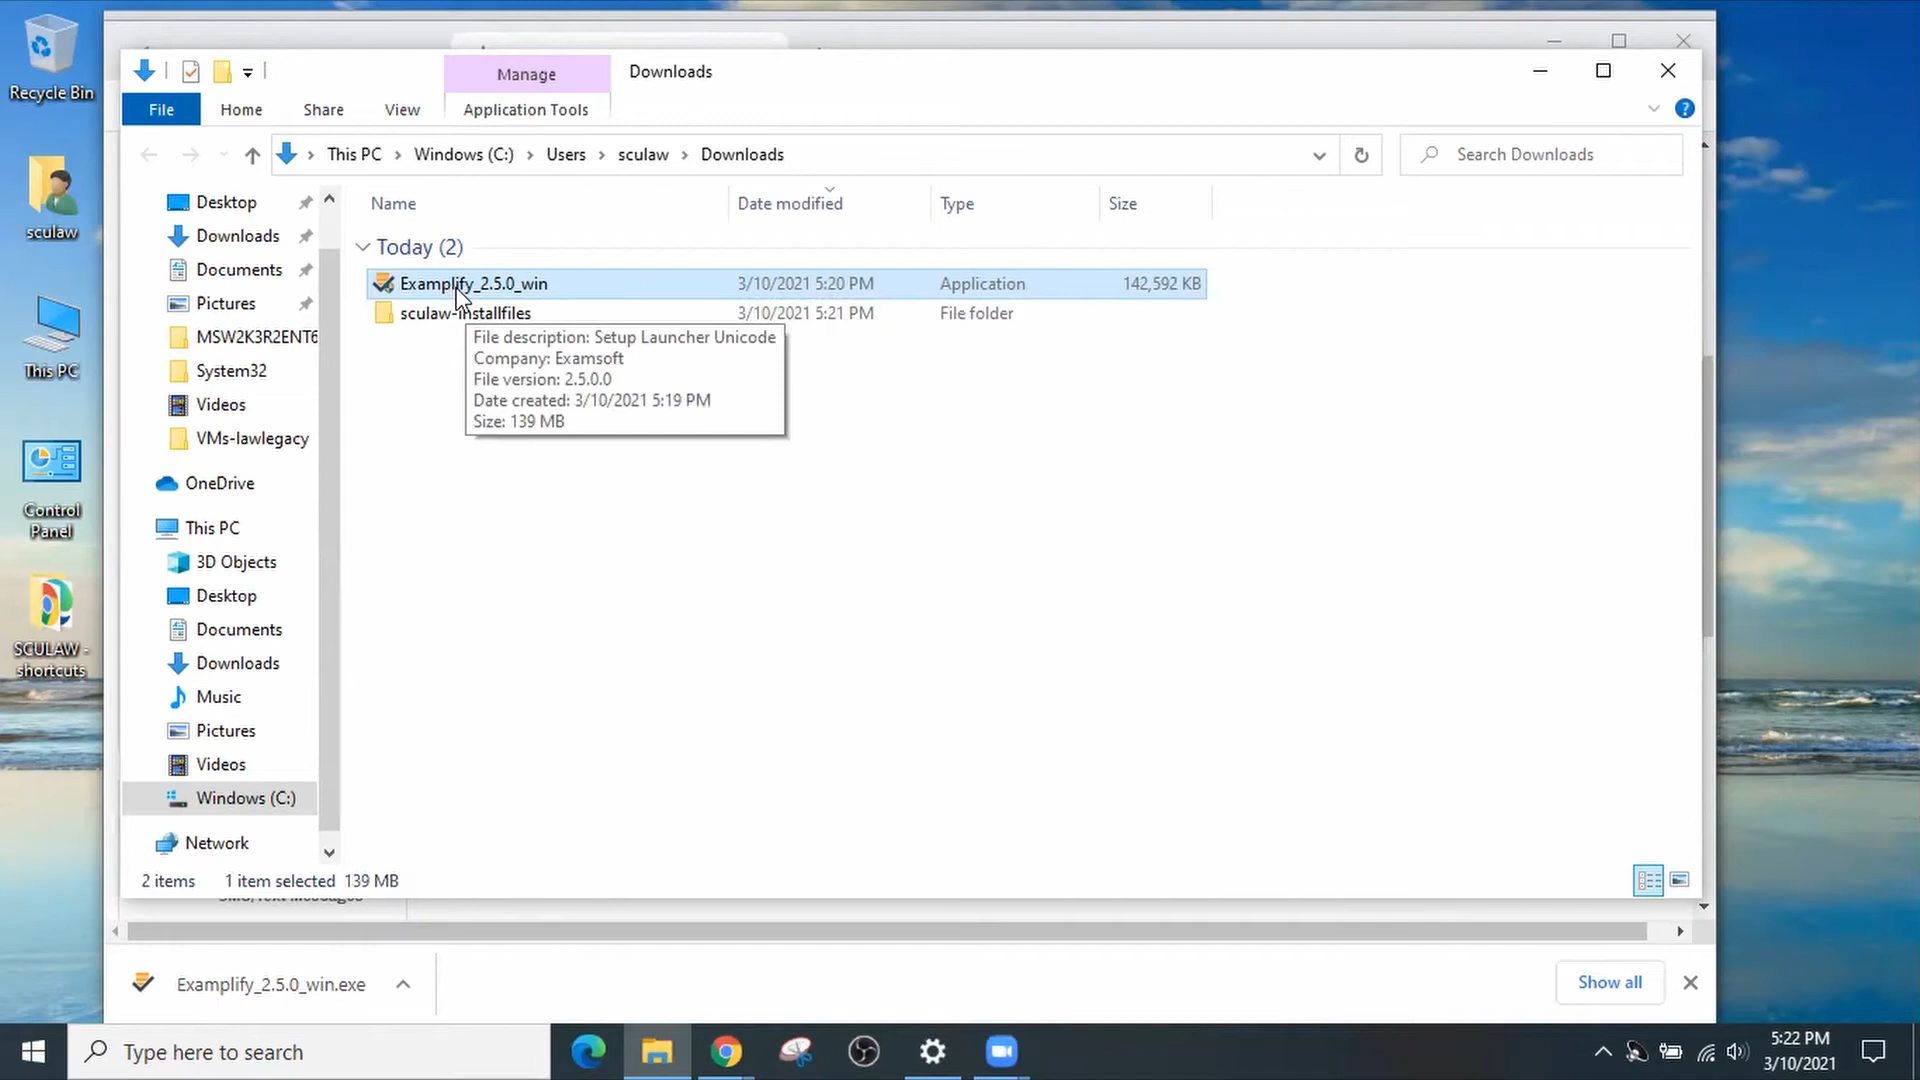 Recycle Bin
sculaw
This PC
Control
Panel
SCULAW -
shortcuts
Manage
Downloads
File
Home
Share
View
Application Tools
This PC > Windows (C:) > Users > sculaw > Downloads
Search Downloads
Desktop
Downloads
Documents
Pictures
MSW2K3R2ENT6
System32
Videos
VMs-lawlegacy
OneDrive
This PC
3D Objects
Desktop
Documents
Downloads
Music
Pictures
Videos
Windows (C:)
Network
Name Date modified Type Size
Today (2)
Examplify_2.5.0_win 3/10/2021 5:20 PM Application 142,592 KB
sculaw-installfiles 3/10/2021 5:21 PM File folder
File description: Setup Launcher Unicode
Company: Examsoft
File version: 2.5.0.0
Date created: 3/10/2021 5:19 PM
Size: 139 MB
2 items 1 item selected 139 MB
Examplify_2.5.0_win.exe
Show all
Type here to search
5:22 PM
3/10/2021